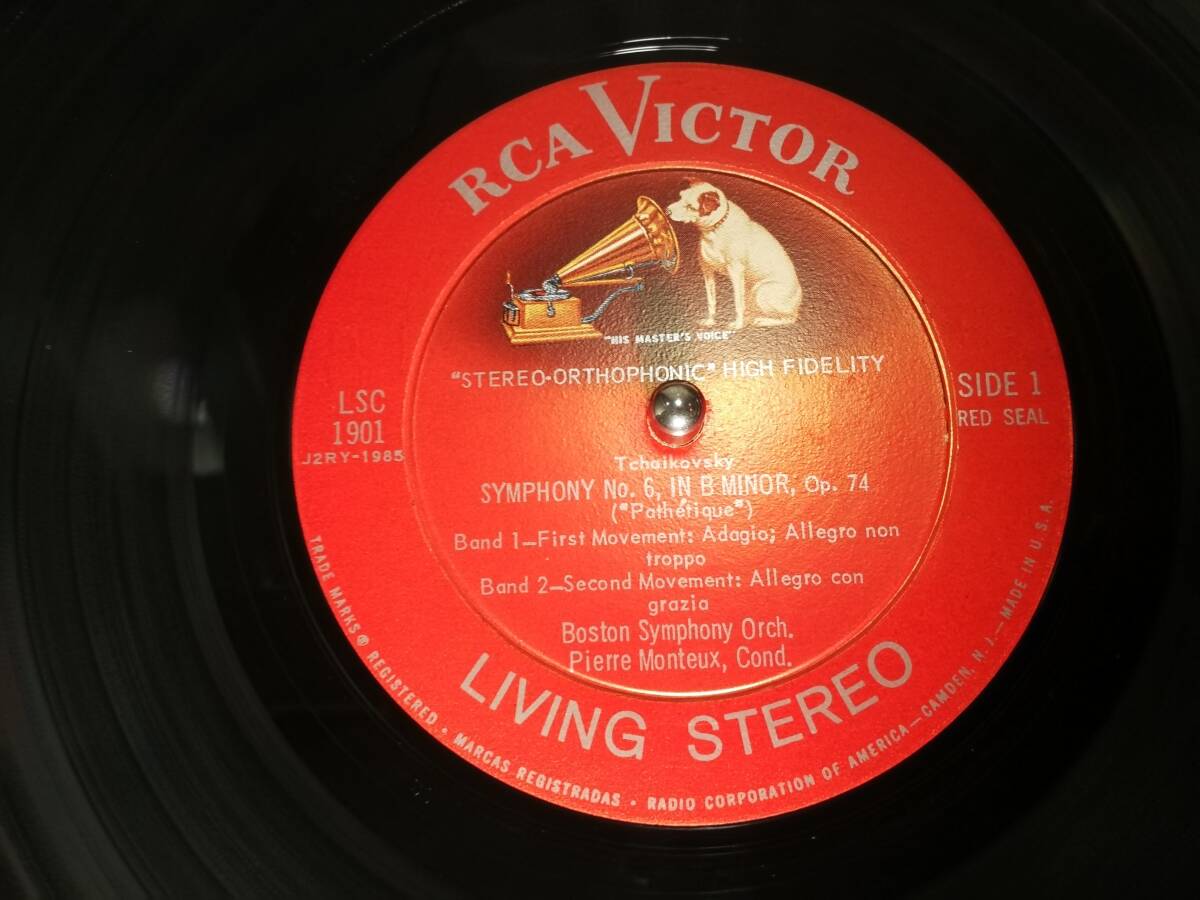 RCA VICTOR
"HIS MASTER'S VOICE"
"STEREO-ORTHOPHONIC" HIGH FIDELITY
LSC
1901
J2RY-1985
SIDE 1
RED SEAL
Tchaikovsky
SYMPHONY No. 6, IN B MINOR, Op. 74
("Pathétique")
Band 1—First Movement: Adagio; Allegro non
troppo
Band 2—Second Movement: Allegro con
grazia
Boston Symphony Orch.
Pierre Monteux, Cond.
LIVING STEREO
TRADE MARKS ® REGISTERED • MARCAS REGISTRADAS • RADIO CORPORATION OF AMERICA—CAMDEN, N. J.—MADE IN U. S. A.